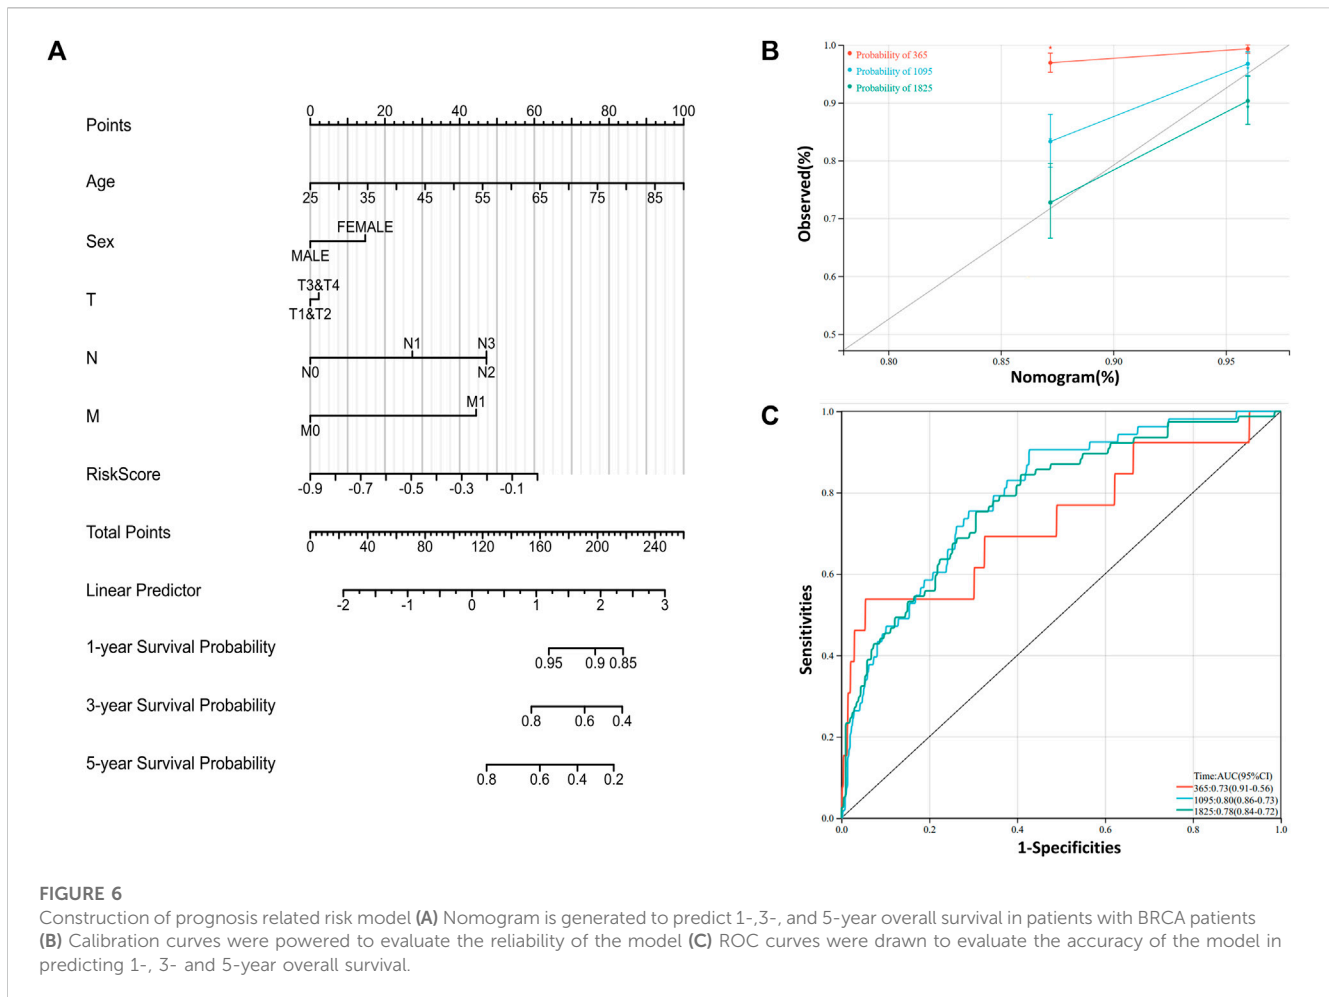 A
Points
0 20 40 60 80 100
Age
25 35 45 55 65 75 85
Sex
FEMALE
MALE
T
T3&T4
T1&T2
N
N1 N3
N0 N2
M
M1
M0
RiskScore
-0.9 -0.7 -0.5 -0.3 -0.1
Total Points
0 40 80 120 160 200 240
Linear Predictor
-2 -1 0 1 2 3
1-year Survival Probability
0.95 0.9 0.85
3-year Survival Probability
0.8 0.6 0.4
5-year Survival Probability
0.8 0.6 0.4 0.2
B
Probability of 365
Probability of 1095
Probability of 1825
Observed(%)
1.0
0.9
0.8
0.7
0.6
0.5
0.80 0.85 0.90 0.95
Nomogram(%)
C
Sensitivities
1.0
0.8
0.6
0.4
0.2
0.0
Time:AUC(95%CI)
365:0.73(0.91-0.56)
1095:0.80(0.86-0.73)
1825:0.78(0.84-0.72)
0.0 0.2 0.4 0.6 0.8 1.0
1-Specificities
FIGURE 6
Construction of prognosis related risk model (A) Nomogram is generated to predict 1-,3-, and 5-year overall survival in patients with BRCA patients
(B) Calibration curves were powered to evaluate the reliability of the model (C) ROC curves were drawn to evaluate the accuracy of the model in
predicting 1-, 3- and 5-year overall survival.